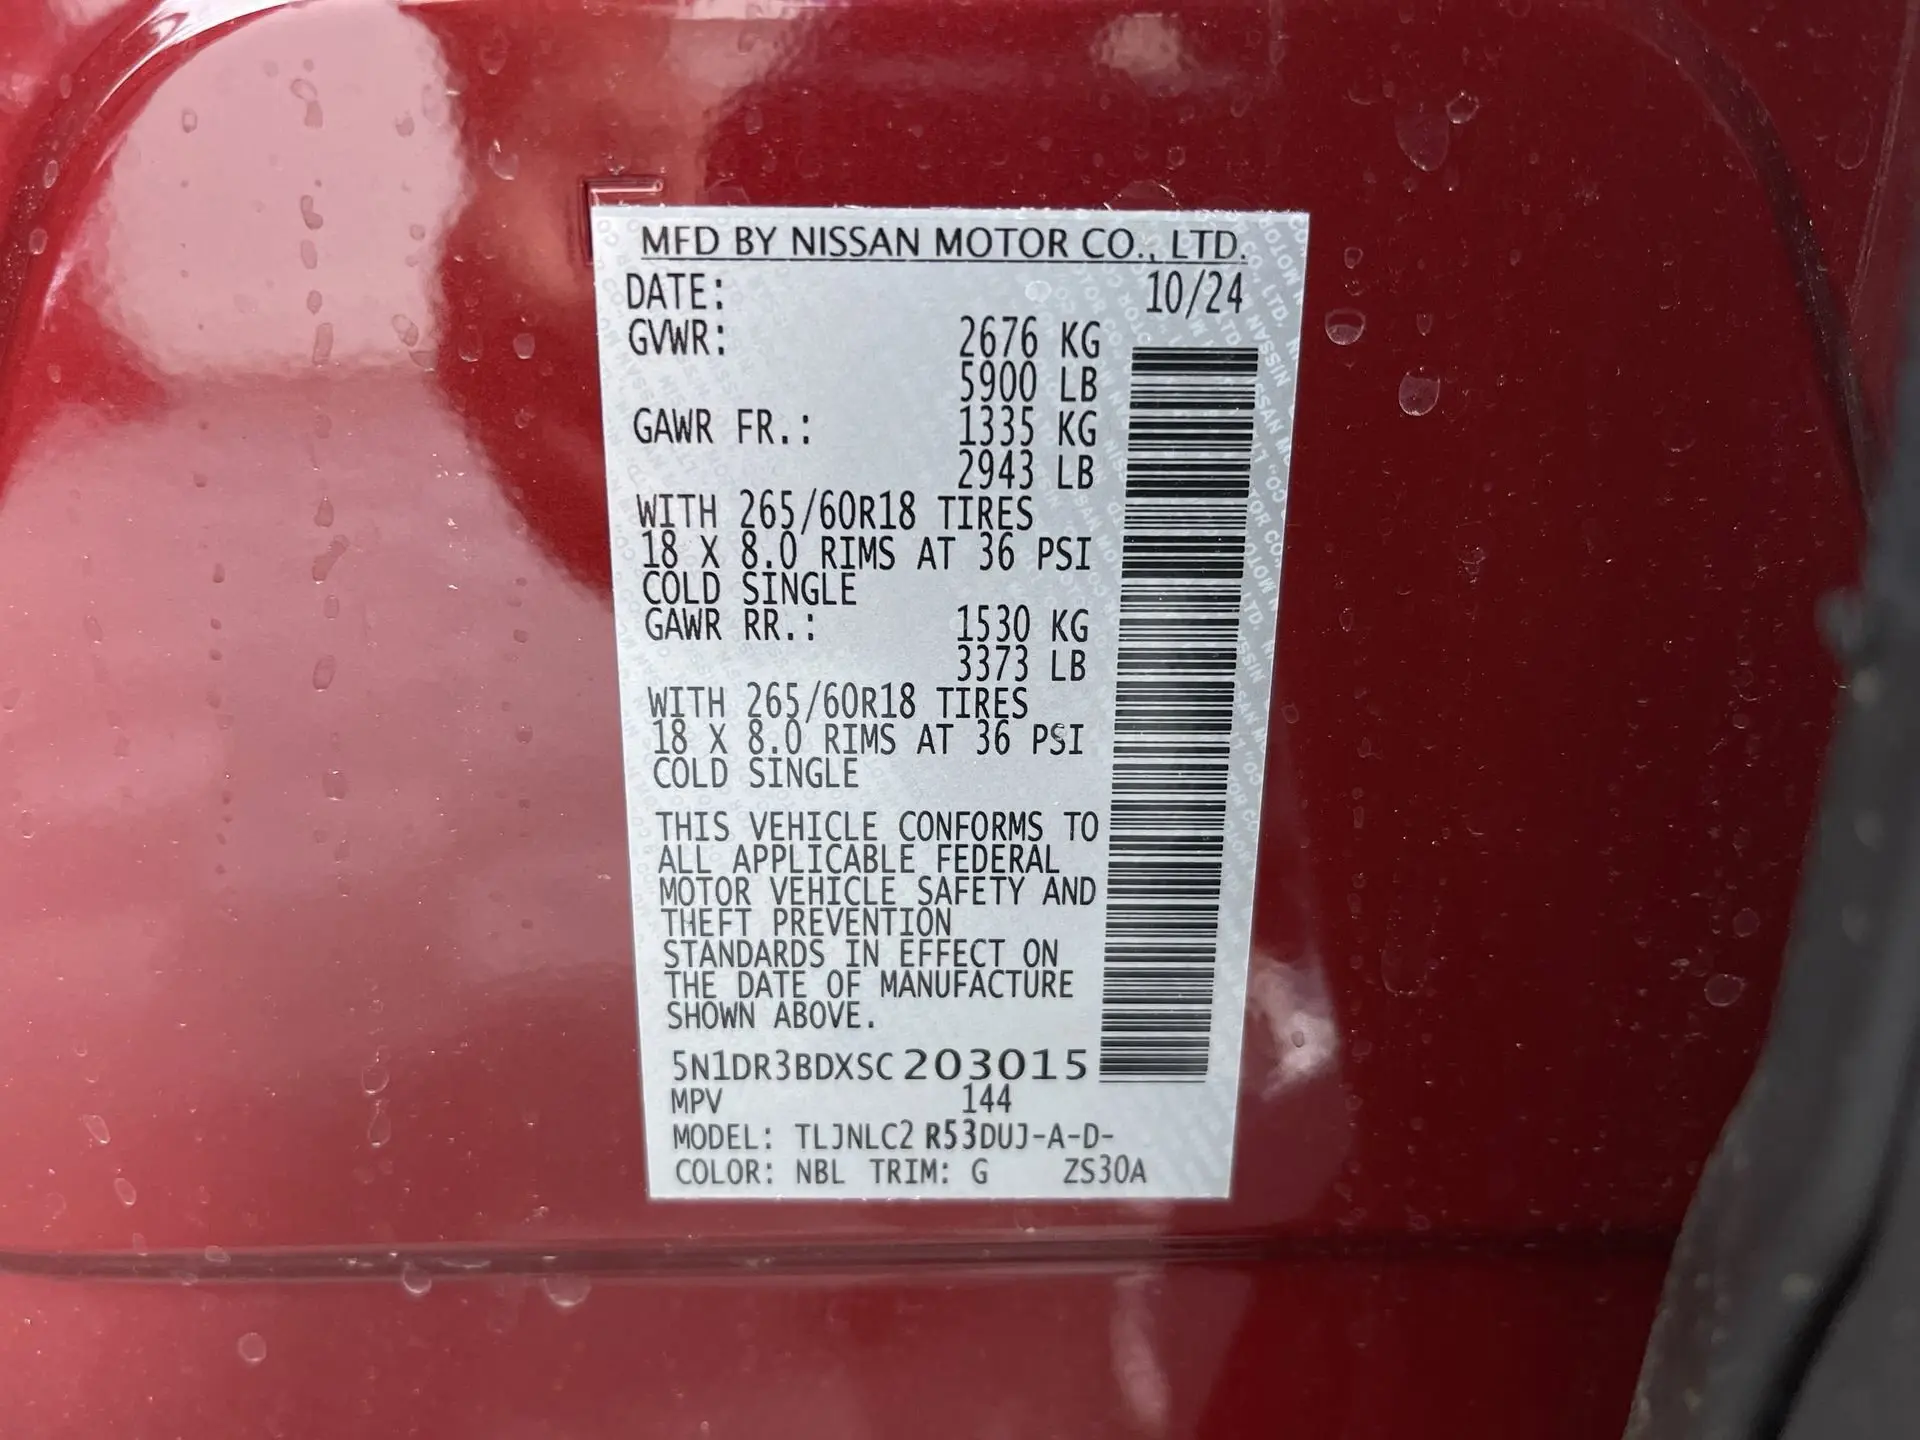 MFD BY NISSAN MOTOR CO., LTD.
DATE: 10/24
GVWR: 2676 KG
5900 LB
GAWR FR.: 1335 KG
2943 LB
WITH 265/60R18 TIRES
18 X 8.0 RIMS AT 36 PSI
COLD SINGLE
GAWR RR.: 1530 KG
3373 LB
WITH 265/60R18 TIRES
18 X 8.0 RIMS AT 36 PSI
COLD SINGLE
THIS VEHICLE CONFORMS TO
ALL APPLICABLE FEDERAL
MOTOR VEHICLE SAFETY AND
THEFT PREVENTION
STANDARDS IN EFFECT ON
THE DATE OF MANUFACTURE
SHOWN ABOVE.
5N1DR3BDXSC203015
MPV 144
MODEL: TLJNLC2 R53DUJ-A-D-
COLOR: NBL TRIM: G ZS30A